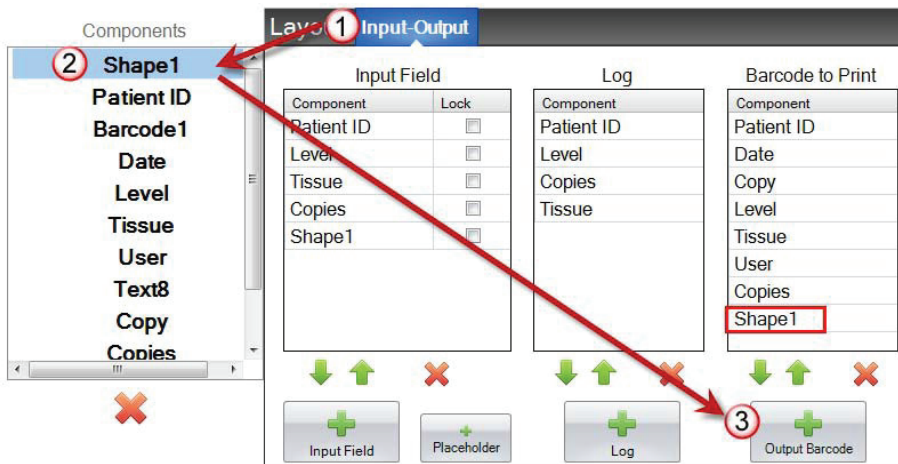 Components
Shape1
Patient ID
Barcode1
Date
Level
Tissue
User
Text8
Copy
Copies
1
2
Input-Output
Input Field
Component Lock
Patient ID
Level
Tissue
Copies
Shape1
Log
Component
Patient ID
Level
Copies
Tissue
Barcode to Print
Component
Patient ID
Date
Copy
Level
Tissue
User
Copies
Shape1
3
Input Field
Placeholder
Log
Output Barcode